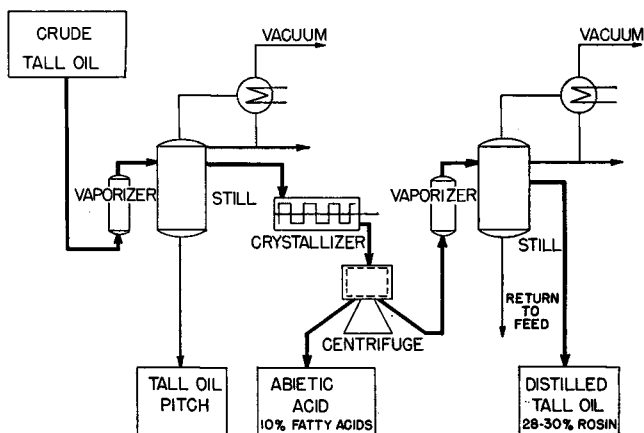 CRUDE
TALL OIL
VACUUM
VACUUM
VAPORIZER
STILL
CRYSTALLIZER
VAPORIZER
STILL
CENTRIFUGE
RETURN
TO
FEED
TALL OIL
PITCH
ABIETIC
ACID
10% FATTY ACIDS
DISTILLED
TALL OIL
28-30% ROSIN